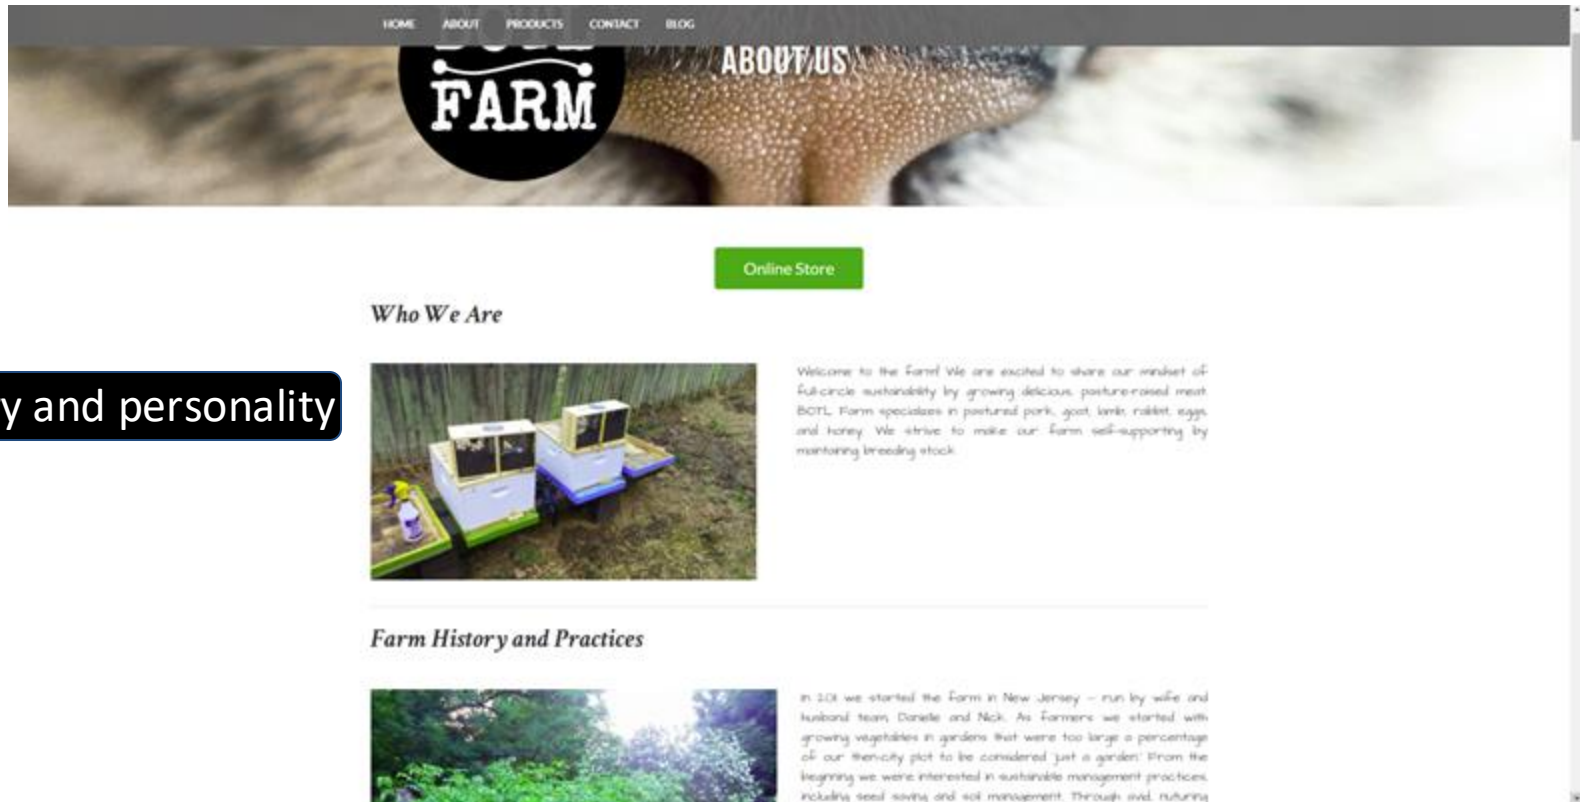 HOME ABOUT PRODUCTS CONTACT BLOG
ABOUT US
FARM
Online Store
Who We Are
y and personality
Welcome to the farm! We are excited to share our mindset of
full-circle sustainability by growing delicious, pasture-raised meat.
BOTL Farm specializes in pastured pork, goat, lamb, rabbit, eggs,
and honey. We strive to make our farm self-supporting by
maintaining breeding stock.
Farm History and Practices
we started the farm in New Jersey – run by wife and
husband team, Danielle and Nick. As farmers we started with
growing vegetables in gardens that were too large a percentage
of our then-city plot to be considered "just a garden." From the
beginning we were interested in sustainable management practices,
including seed saving and soil management. Through avid, nuturing